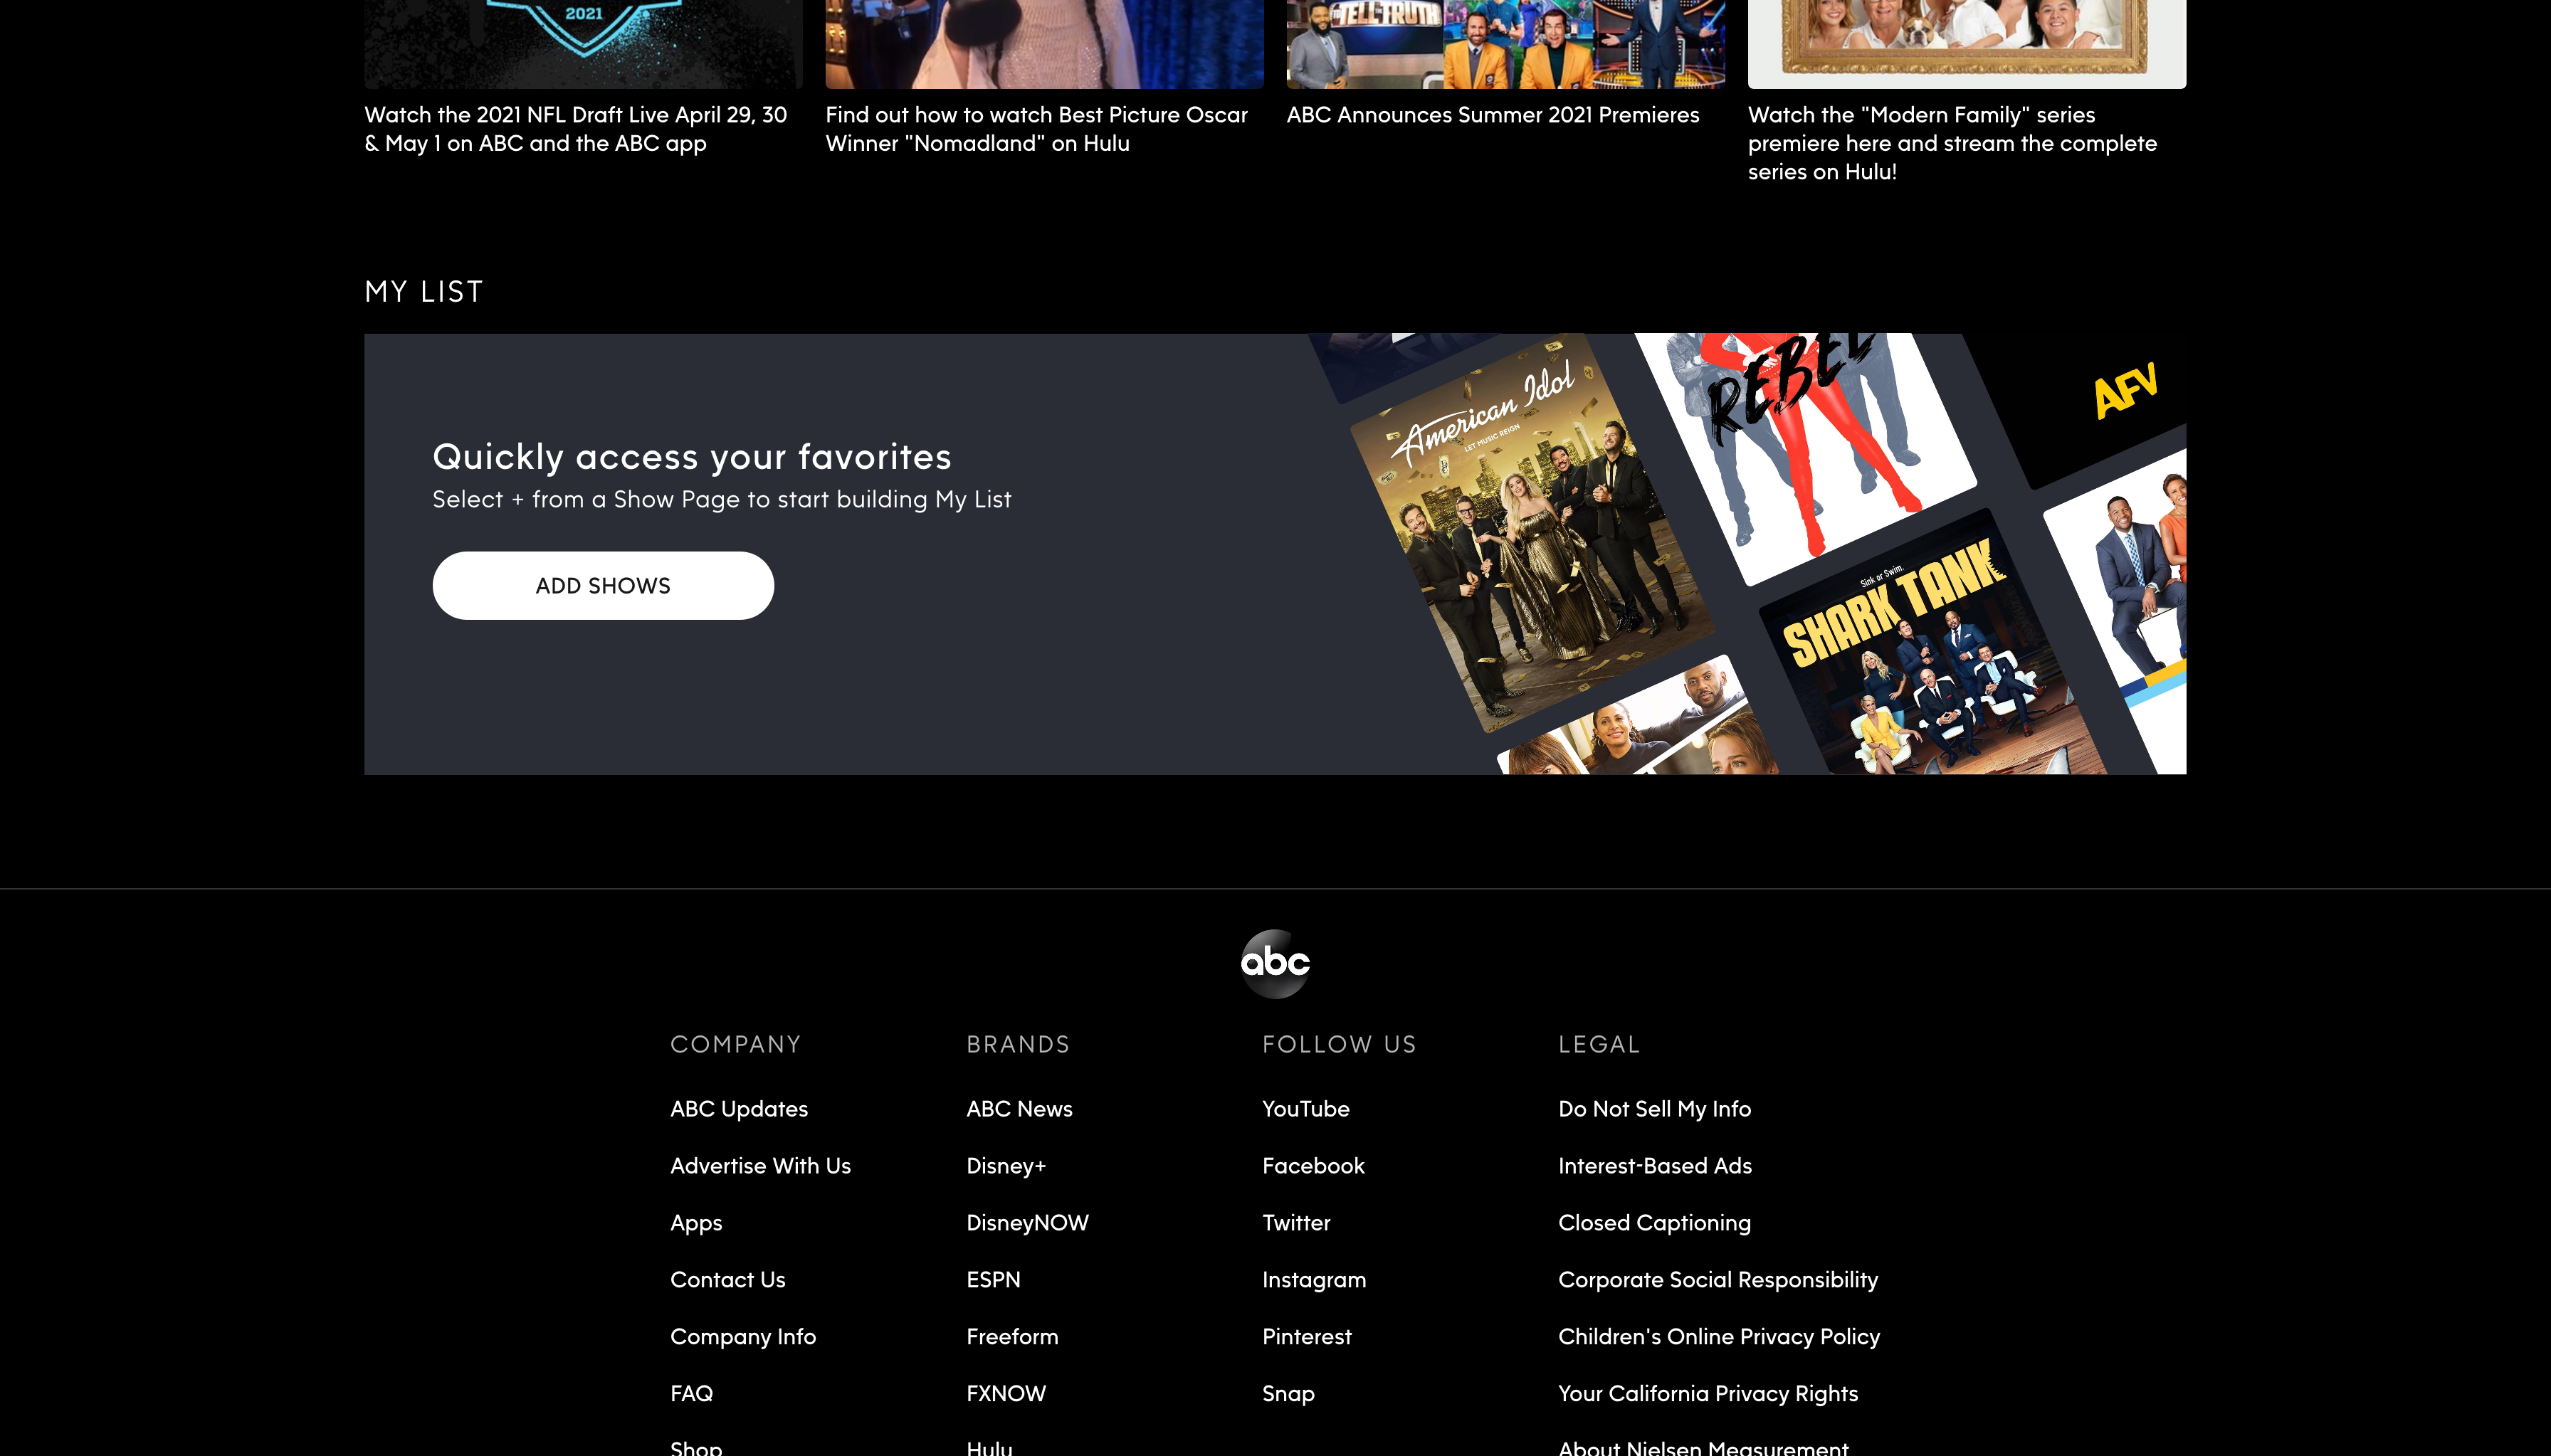 2021
TELL TRUTH
Watch the 2021 NFL Draft Live April 29, 30
& May 1 on ABC and the ABC app
Find out how to watch Best Picture Oscar
Winner "Nomadland" on Hulu
ABC Announces Summer 2021 Premieres
Watch the "Modern Family" series
premiere here and stream the complete
series on Hulu!
MY LIST
Quickly access your favorites
Select + from a Show Page to start building My List
ADD SHOWS
American Idol
LET MUSIC REIGN
REBEL
AFV
Sink or Swim.
SHARK TANK
abc
COMPANY
ABC Updates
Advertise With Us
Apps
Contact Us
Company Info
FAQ
Shop
BRANDS
ABC News
Disney+
DisneyNOW
ESPN
Freeform
FXNOW
Hulu
FOLLOW US
YouTube
Facebook
Twitter
Instagram
Pinterest
Snap
LEGAL
Do Not Sell My Info
Interest-Based Ads
Closed Captioning
Corporate Social Responsibility
Children's Online Privacy Policy
Your California Privacy Rights
About Nielsen Measurement